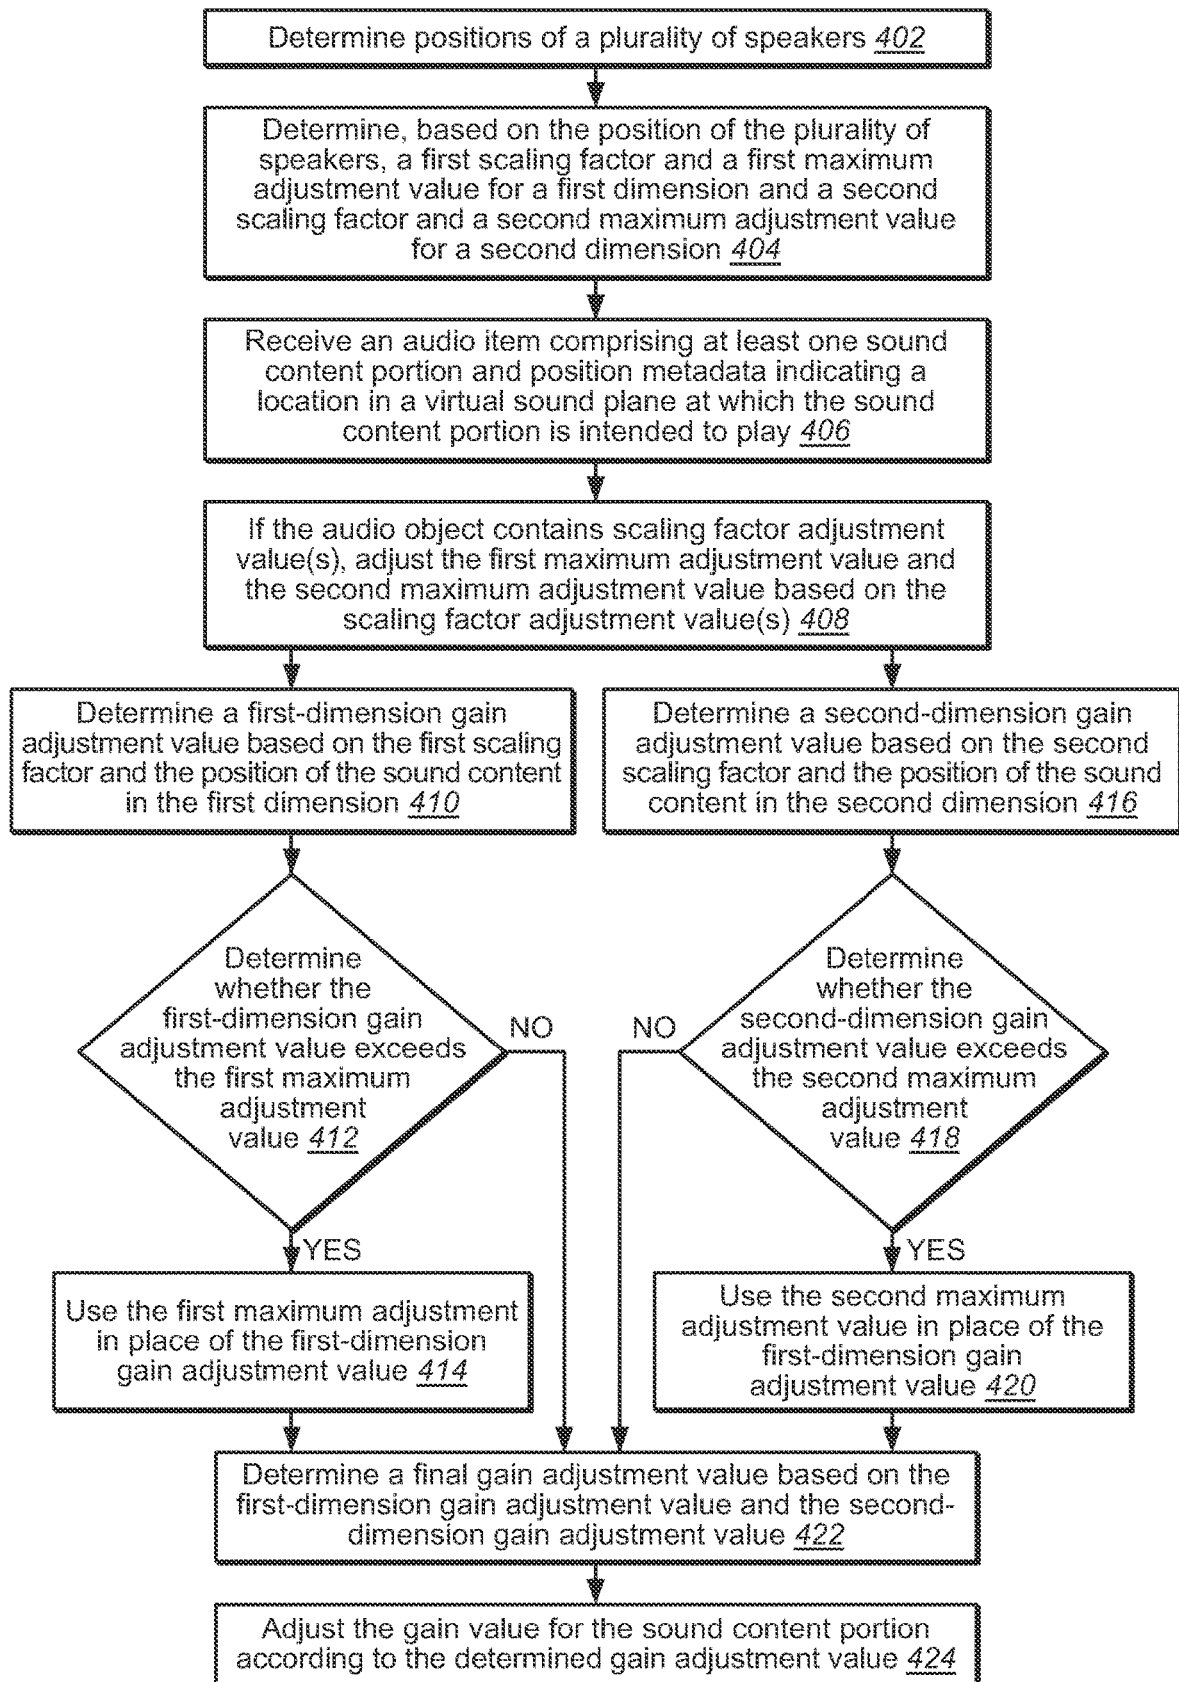 Determine positions of a plurality of speakers 402
Determine, based on the position of the plurality of
speakers, a first scaling factor and a first maximum
adjustment value for a first dimension and a second
scaling factor and a second maximum adjustment value
for a second dimension 404
Receive an audio item comprising at least one sound
content portion and position metadata indicating a
location in a virtual sound plane at which the sound
content portion is intended to play 406
If the audio object contains scaling factor adjustment
value(s), adjust the first maximum adjustment value and
the second maximum adjustment value based on the
scaling factor adjustment value(s) 408
Determine a first-dimension gain
adjustment value based on the first scaling
factor and the position of the sound content
in the first dimension 410
Determine a second-dimension gain
adjustment value based on the second
scaling factor and the position of the sound
content in the second dimension 416
Determine
whether the
first-dimension gain
adjustment value exceeds
the first maximum
adjustment
value 412
NO
YES
Determine
whether the
second-dimension gain
adjustment value exceeds
the second maximum
adjustment
value 418
NO
YES
Use the first maximum adjustment
in place of the first-dimension
gain adjustment value 414
Use the second maximum
adjustment value in place of the
first-dimension gain
adjustment value 420
Determine a final gain adjustment value based on the
first-dimension gain adjustment value and the second-
dimension gain adjustment value 422
Adjust the gain value for the sound content portion
according to the determined gain adjustment value 424